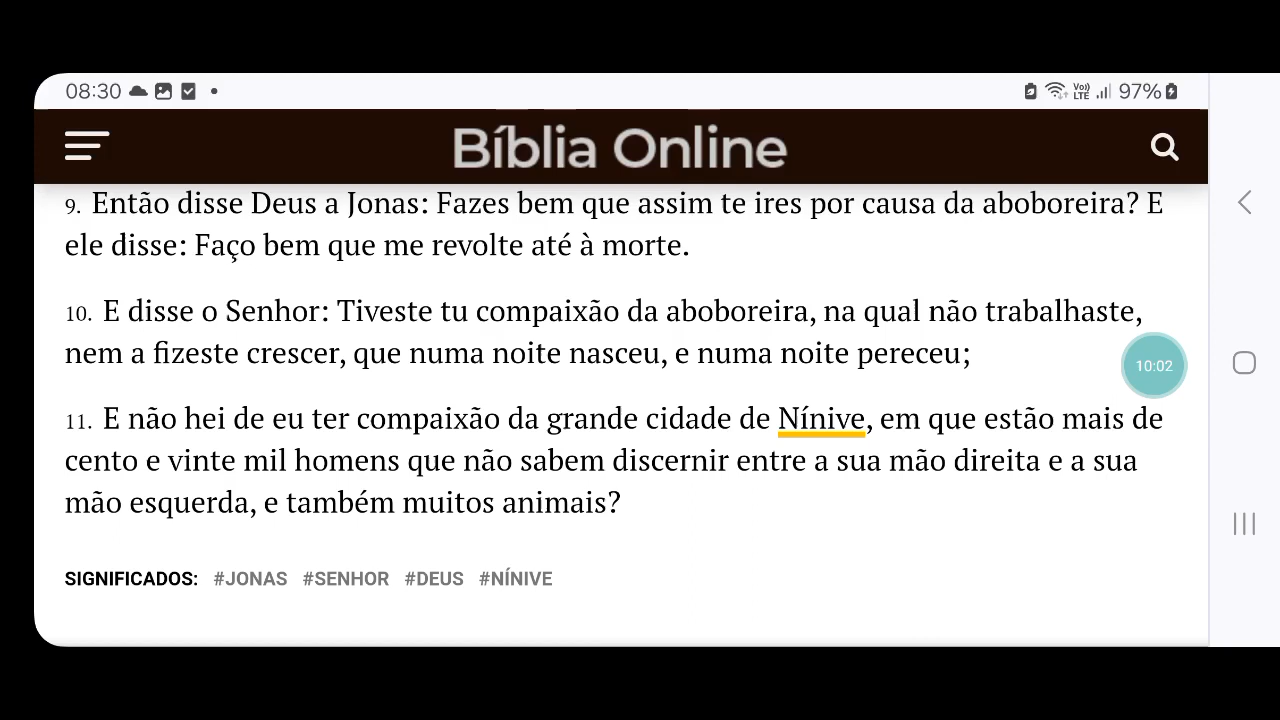 08:30
Voj) LTE 97%
Bíblia Online
9. Então disse Deus a Jonas: Fazes bem que assim te ires por causa da aboboreira? E
ele disse: Faço bem que me revolte até à morte.
10. E disse o Senhor: Tiveste tu compaixão da aboboreira, na qual não trabalhaste,
nem a fizeste crescer, que numa noite nasceu, e numa noite pereceu;
10:02
11. E não hei de eu ter compaixão da grande cidade de Nínive, em que estão mais de
cento e vinte mil homens que não sabem discernir entre a sua mão direita e a sua
mão esquerda, e também muitos animais?
SIGNIFICADOS: #JONAS #SENHOR #DEUS #NÍNIVE